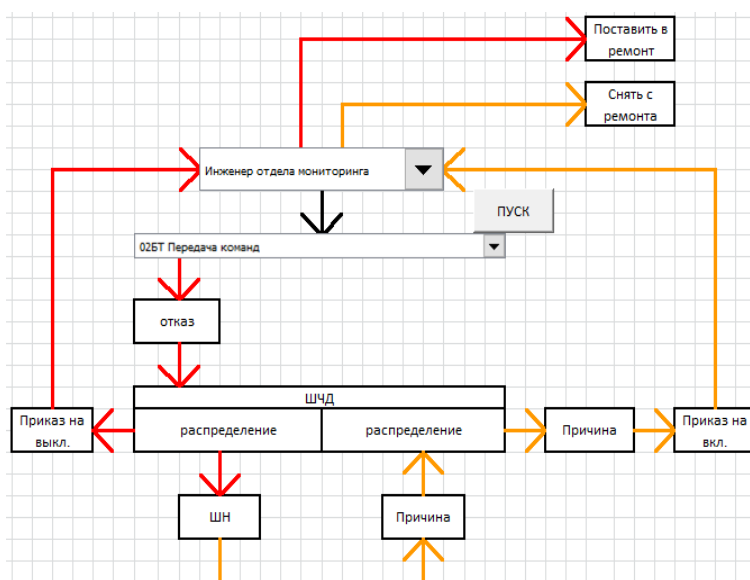 Поставить в
ремонт
Снять с
ремонта
Инженер отдела мониторинга
ПУСК
02БТ Передача команд
отказ
ШЧД
Приказ на
выкл.
распределение
распределение
Причина
Приказ на
вкл.
ШН
Причина